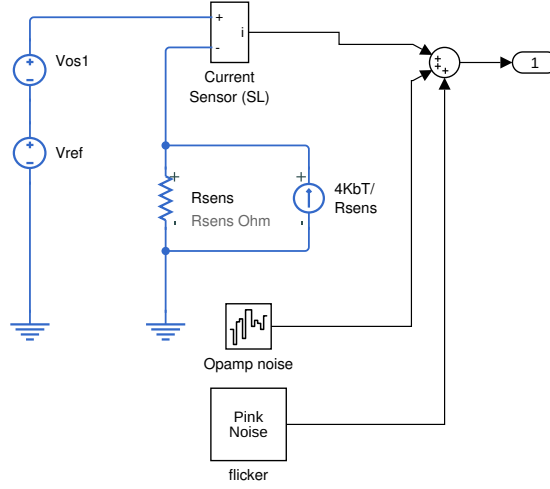 +
-
i
Current
Sensor (SL)
Vos1
Vref
Rsens
Rsens Ohm
4KbT/
Rsens
1
Opamp noise
Pink
Noise
flicker